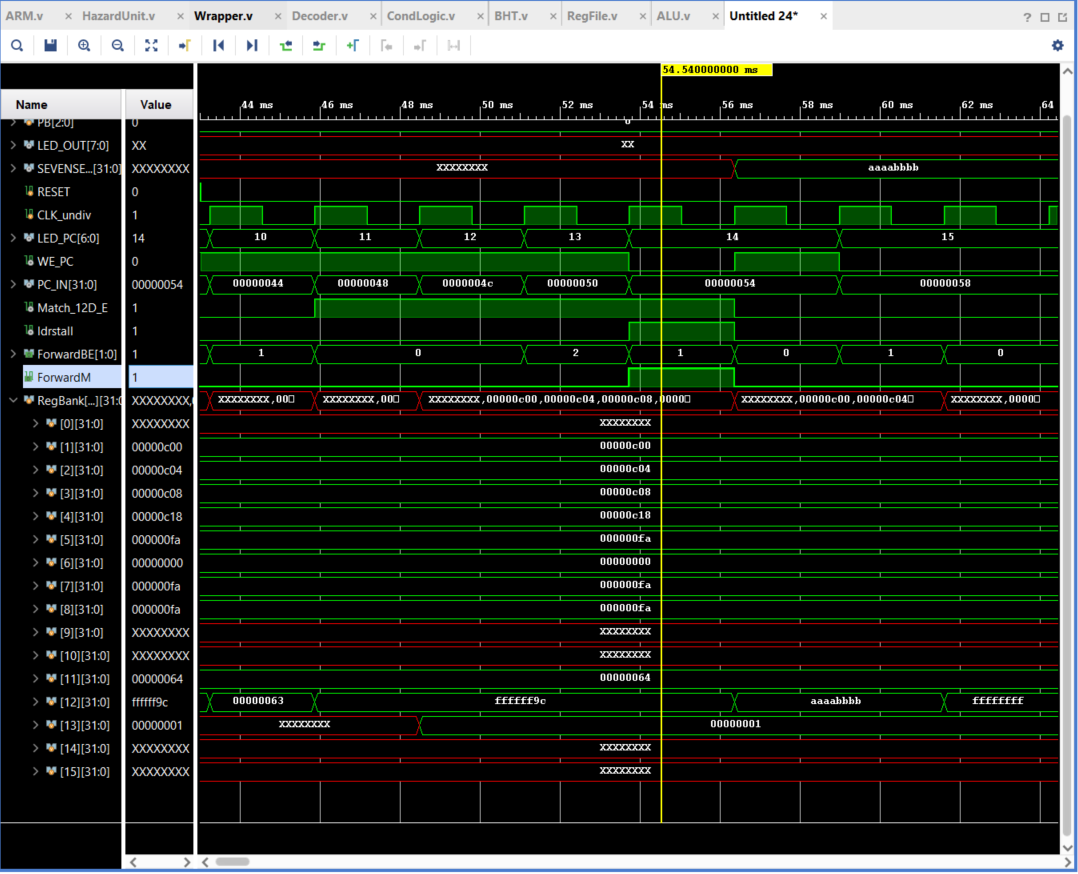 ARM.v × HazardUnit.v × Wrapper.v × Decoder.v × CondLogic.v × BHT.v × RegFile.v × ALU.v × Untitled 24* × ?
54.540000000 ms
Name Value 44 ms 46 ms 48 ms 50 ms 52 ms 54 ms 56 ms 58 ms 60 ms 62 ms 64
PB[2:0] 0 0
LED_OUT[7:0] XX XX
SEVENSE...[31:0] XXXXXXXX XXXXXXXX aaaabbbb
RESET 0
CLK_undiv 1
LED_PC[6:0] 14 10 11 12 13 14 15
WE_PC 0
PC_IN[31:0] 00000054 00000044 00000048 0000004c 00000050 00000054 00000058
Match_12D_E 1
ldrstall 1
ForwardBE[1:0] 1 1 0 2 1 0 1 0
ForwardM 1
RegBank[...][31:0 XXXXXXXX, XXXXXXXX,00 XXXXXXXX,00 XXXXXXXX,00000c00,00000c04,00000c08,0000 XXXXXXXX,00000c00,00000c04 XXXXXXXX,0000
[0][31:0] XXXXXXXX XXXXXXXX
[1][31:0] 00000c00 00000c00
[2][31:0] 00000c04 00000c04
[3][31:0] 00000c08 00000c08
[4][31:0] 00000c18 00000c18
[5][31:0] 000000fa 000000fa
[6][31:0] 00000000 00000000
[7][31:0] 000000fa 000000fa
[8][31:0] 000000fa 000000fa
[9][31:0] XXXXXXXX XXXXXXXX
[10][31:0] XXXXXXXX XXXXXXXX
[11][31:0] 00000064 00000064
[12][31:0] ffffff9c 00000063 ffffff9c aaaabbbb ffffffff
[13][31:0] 00000001 XXXXXXXX 00000001
[14][31:0] XXXXXXXX XXXXXXXX
[15][31:0] XXXXXXXX XXXXXXXX